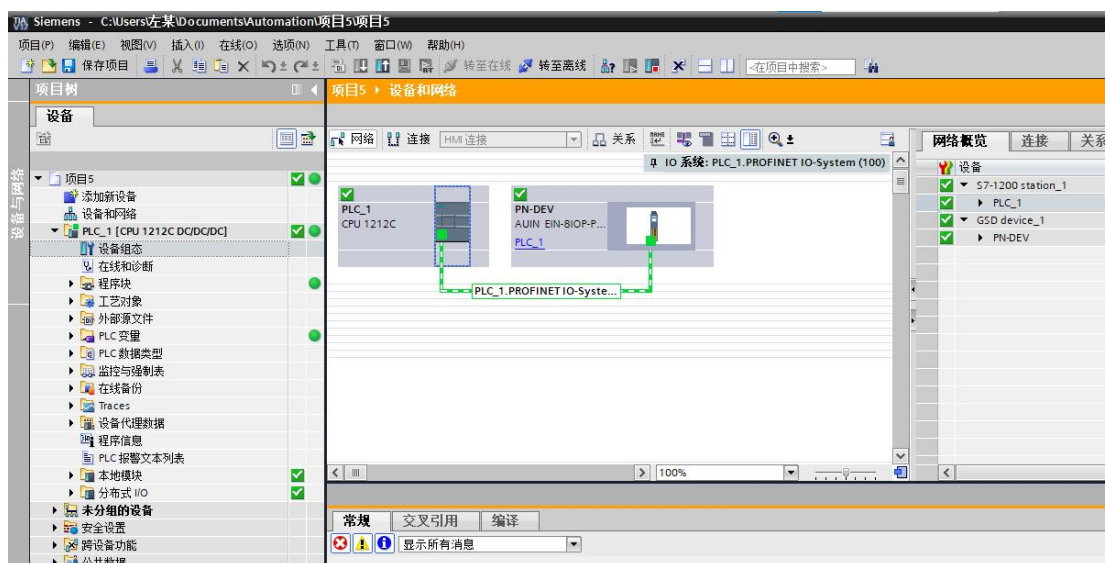 Siemens - C:\Users\左某\Documents\Automation\项目5\项目5
项目(P) 编辑(E) 视图(V) 插入(I) 在线(O) 选项(N) 工具(T) 窗口(W) 帮助(H)
保存项目 转至在线 转至离线 <在项目中搜索>
项目树
项目5 ▸ 设备和网络
设备
网络 连接 HMI 连接 关系
网络概览 连接 关系
IO 系统: PLC_1.PROFINET IO-System (100)
设备
设备与网络
项目5
添加新设备
设备和网络
PLC_1 [CPU 1212C DC/DC/DC]
设备组态
在线和诊断
程序块
工艺对象
外部源文件
PLC 变量
PLC 数据类型
监控与强制表
在线备份
Traces
设备代理数据
程序信息
PLC 报警文本列表
本地模块
分布式 I/O
未分组的设备
安全设置
跨设备功能
公共数据
PLC_1
CPU 1212C
PN-DEV
AUIN EIN-8IOP-P...
PLC_1
PLC_1.PROFINET IO-Syste...
S7-1200 station_1
PLC_1
GSD device_1
PN-DEV
100%
常规 交叉引用 编译
显示所有消息